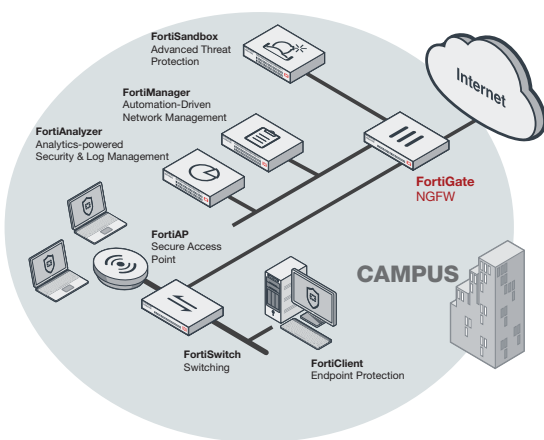 FortiSandbox
Advanced Threat
Protection
FortiManager
Automation-Driven
Network Management
FortiAnalyzer
Analytics-powered
Security & Log Management
Internet
FortiGate
NGFW
FortiAP
Secure Access
Point
CAMPUS
FortiSwitch
Switching
FortiClient
Endpoint Protection